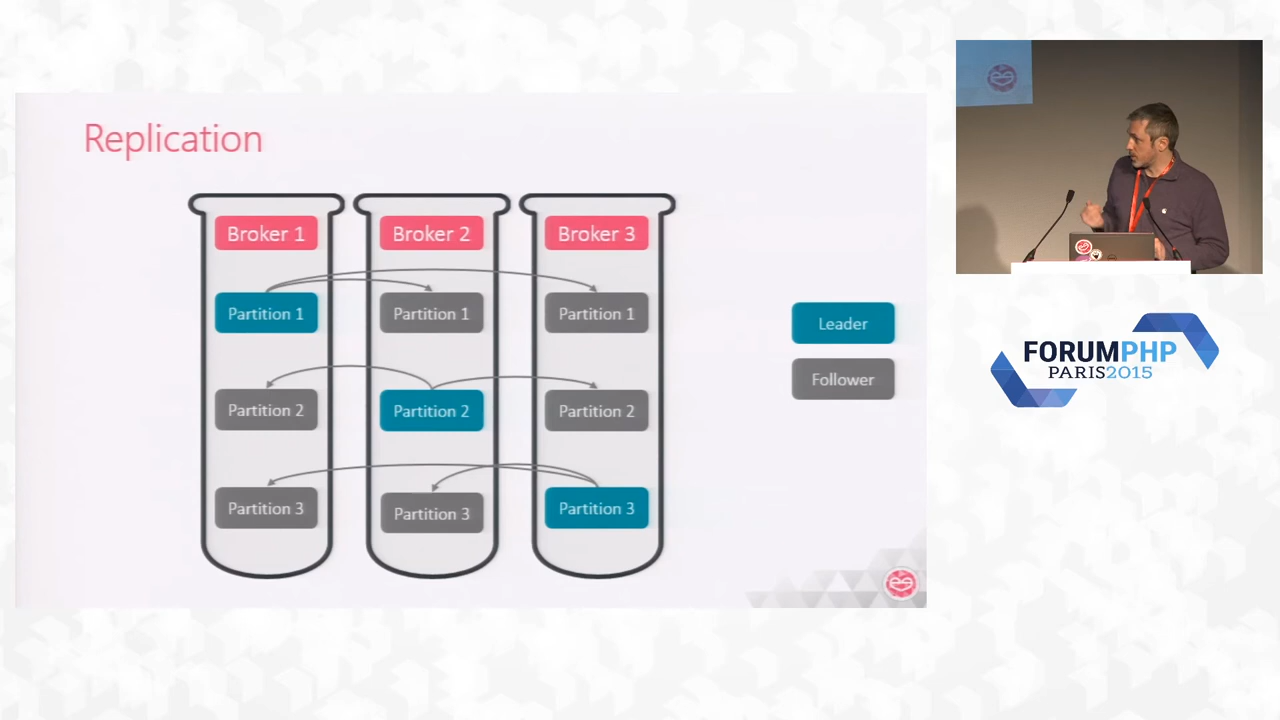 Replication
Broker 1
Broker 2
Broker 3
Partition 1
Partition 1
Partition 1
Leader
Follower
Partition 2
Partition 2
Partition 2
Partition 3
Partition 3
Partition 3
FORUMPHP
PARIS2015